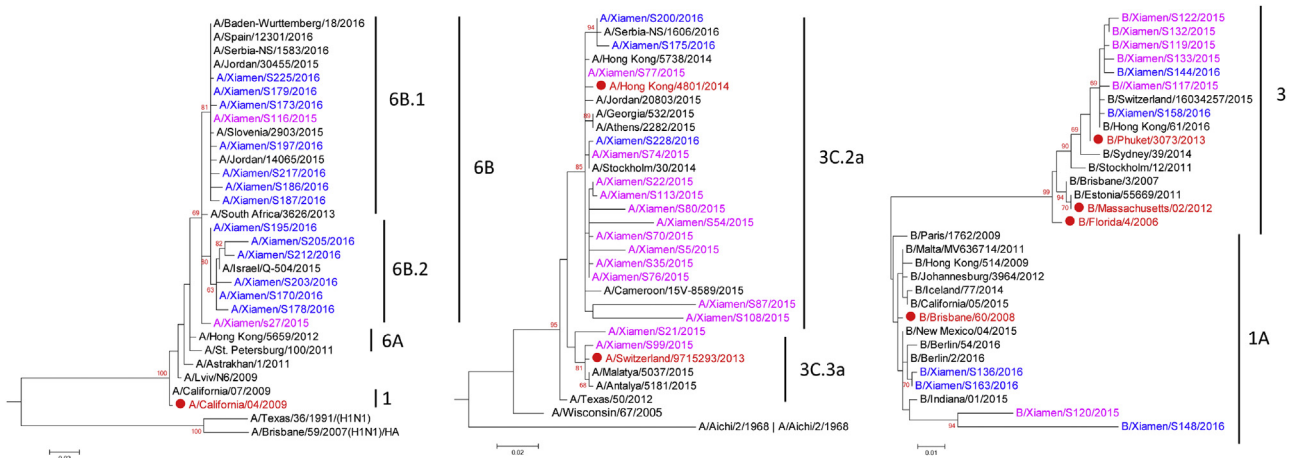 A/Baden-Wurttemberg/18/2016
A/Spain/12301/2016
A/Serbia-NS/1583/2016
A/Jordan/30455/2015
A/Xiamen/S225/2016
A/Xiamen/S179/2016
A/Xiamen/S173/2016
81
A/Xiamen/S116/2015
A/Slovenia/2903/2015
A/Xiamen/S197/2016
A/Jordan/14065/2015
A/Xiamen/S217/2016
A/Xiamen/S186/2016
A/Xiamen/S187/2016
6B.1
69
A/South Africa/3626/2013
A/Xiamen/S195/2016
82
A/Xiamen/S205/2016
A/Xiamen/S212/2016
A/Israel/Q-504/2015
A/Xiamen/S203/2016
63
A/Xiamen/S170/2016
A/Xiamen/S178/2016
A/Xiamen/s27/2015
6B.2
6B
A/Hong Kong/5659/2012
A/St. Petersburg/100/2011
6A
A/Astrakhan/1/2011
100
A/Lviv/N6/2009
A/California/07/2009
A/California/04/2009
1
A/Texas/36/1991/(H1N1)
100
A/Brisbane/59/2007(H1N1)/HA
A/Xiamen/S200/2016
94
A/Serbia-NS/1606/2016
A/Xiamen/S175/2016
A/Hong Kong/5738/2014
A/Xiamen/S77/2015
A/Hong Kong/4801/2014
A/Jordan/20803/2015
A/Georgia/532/2015
89
A/Athens/2282/2015
A/Xiamen/S228/2016
A/Xiamen/S74/2015
85
A/Stockholm/30/2014
A/Xiamen/S22/2015
A/Xiamen/S113/2015
A/Xiamen/S80/2015
A/Xiamen/S54/2015
A/Xiamen/S70/2015
A/Xiamen/S5/2015
A/Xiamen/S35/2015
A/Xiamen/S76/2015
A/Cameroon/15V-8589/2015
A/Xiamen/S87/2015
A/Xiamen/S108/2015
3C.2a
95
A/Xiamen/S21/2015
A/Xiamen/S99/2015
A/Switzerland/9715293/2013
81
A/Malatya/5037/2015
68
A/Antalya/5181/2015
A/Texas/50/2012
3C.3a
A/Wisconsin/67/2005
A/Aichi/2/1968 | A/Aichi/2/1968
0.02
B/Xiamen/S122/2015
B/Xiamen/S132/2015
B/Xiamen/S119/2015
B/Xiamen/S133/2015
B/Xiamen/S144/2016
69
B/Xiamen/S117/2015
B/Switzerland/16034257/2015
B/Xiamen/S158/2016
B/Hong Kong/61/2016
69
B/Phuket/3073/2013
90
B/Sydney/39/2014
B/Stockholm/12/2011
B/Brisbane/3/2007
99
94
B/Estonia/55669/2011
70
B/Massachusetts/02/2012
B/Florida/4/2006
3
B/Paris/1762/2009
B/Malta/MV636714/2011
B/Hong Kong/514/2009
B/Johannesburg/3964/2012
B/Iceland/77/2014
B/California/05/2015
B/Brisbane/60/2008
B/New Mexico/04/2015
B/Berlin/54/2016
B/Berlin/2/2016
B/Xiamen/S136/2016
70
B/Xiamen/S163/2016
B/Indiana/01/2015
B/Xiamen/S120/2015
94
B/Xiamen/S148/2016
1A
0.01